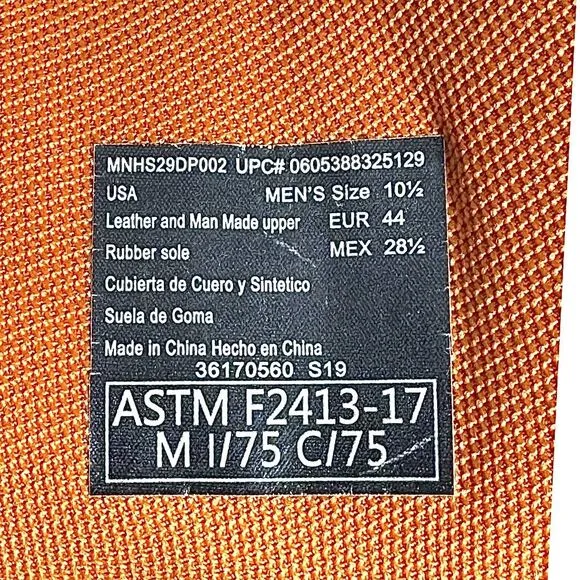 MNHS29DP002 UPC# 0605388325129
USA MEN'S Size 10½
Leather and Man Made upper EUR 44
Rubber sole MEX 28½
Cubierta de Cuero y Sintetico
Suela de Goma
Made in China Hecho en China
36170560 S19
ASTM F2413-17
M I/75 C/75